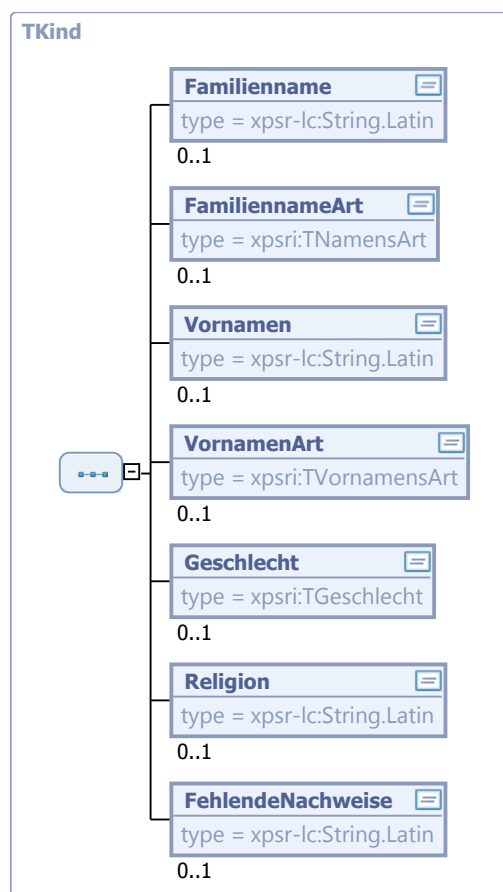 TKind
Familienname
type = xpsr-lc:String.Latin
0..1
FamiliennameArt
type = xpsri:TNamensArt
0..1
Vornamen
type = xpsr-lc:String.Latin
0..1
VornamenArt
type = xpsri:TVornamensArt
0..1
Geschlecht
type = xpsri:TGeschlecht
0..1
Religion
type = xpsr-lc:String.Latin
0..1
FehlendeNachweise
type = xpsr-lc:String.Latin
0..1